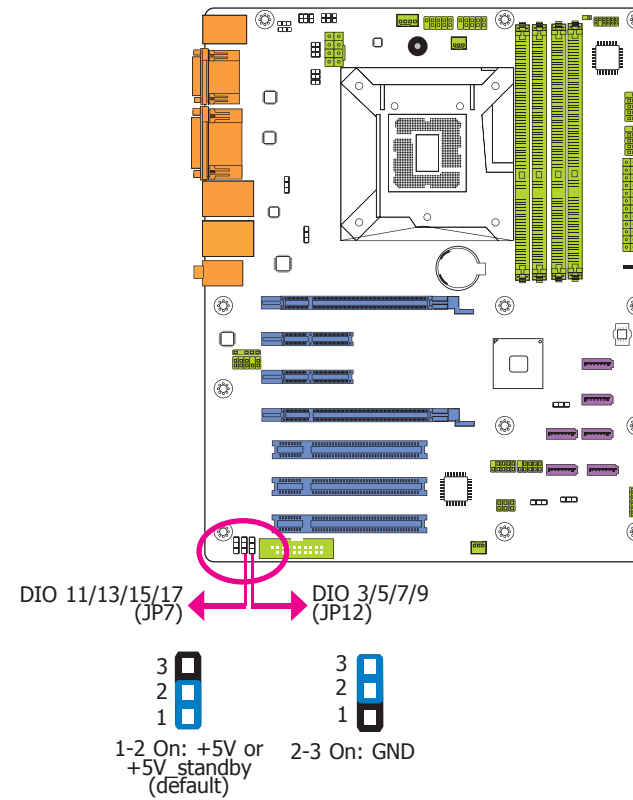 DIO 11/13/15/17
(JP7)
DIO 3/5/7/9
(JP12)
3
2
1
1-2 On: +5V or
+5V_standby
(default)
3
2
1
2-3 On: GND